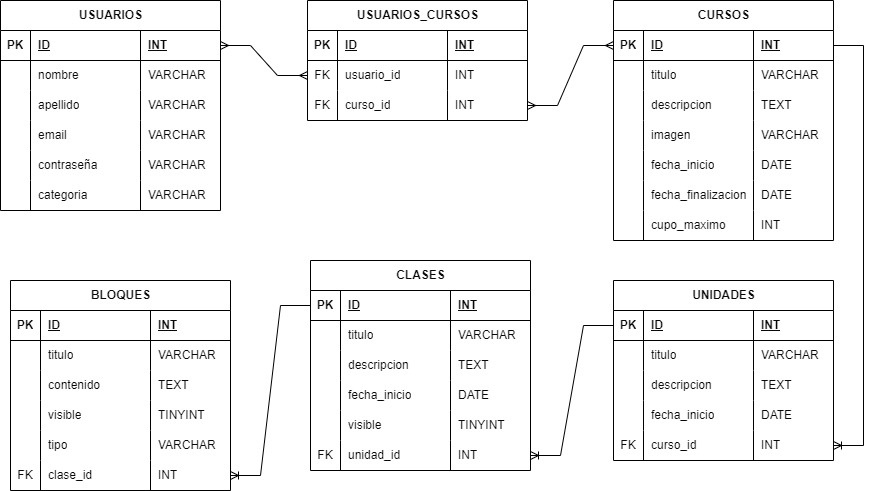 USUARIOS
PK ID INT
nombre VARCHAR
apellido VARCHAR
email VARCHAR
contraseña VARCHAR
categoria VARCHAR
USUARIOS_CURSOS
PK ID INT
FK usuario_id INT
FK curso_id INT
CURSOS
PK ID INT
titulo VARCHAR
descripcion TEXT
imagen VARCHAR
fecha_inicio DATE
fecha_finalizacion DATE
cupo_maximo INT
BLOQUES
PK ID INT
titulo VARCHAR
contenido TEXT
visible TINYINT
tipo VARCHAR
FK clase_id INT
CLASES
PK ID INT
titulo VARCHAR
descripcion TEXT
fecha_inicio DATE
visible TINYINT
FK unidad_id INT
UNIDADES
PK ID INT
titulo VARCHAR
descripcion TEXT
fecha_inicio DATE
FK curso_id INT